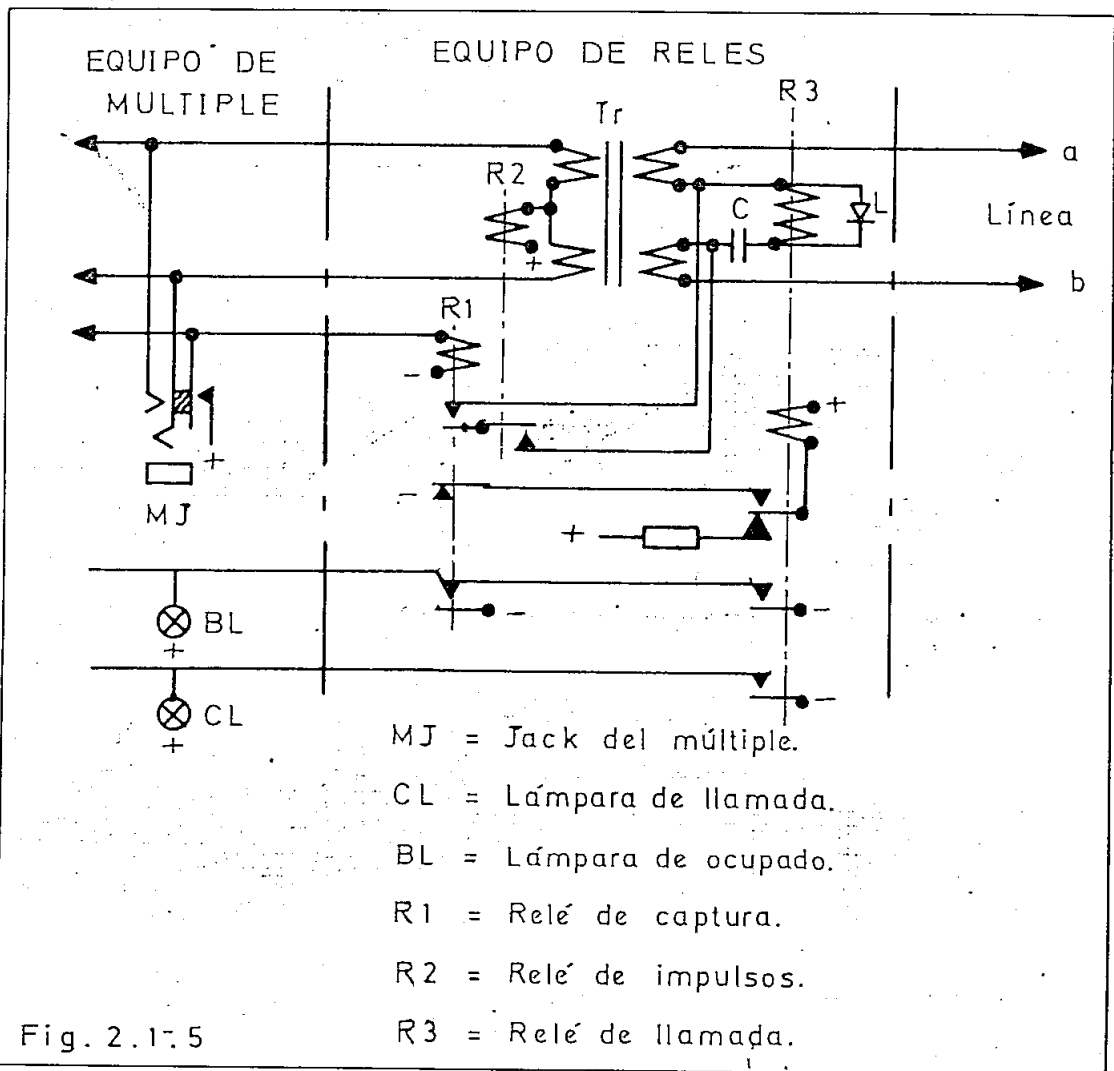 EQUIPO DE
MULTIPLE
EQUIPO DE RELES
R3
Tr
a
R2
C
L
Línea
+
b
R1
-
+
+
-
MJ
+
BL
-
-
+
CL
-
+
MJ = Jack del múltiple.
CL = Lámpara de llamada.
BL = Lámpara de ocupado.
R1 = Relé de captura.
R2 = Relé de impulsos.
R3 = Relé de llamada.
Fig. 2.1-.5